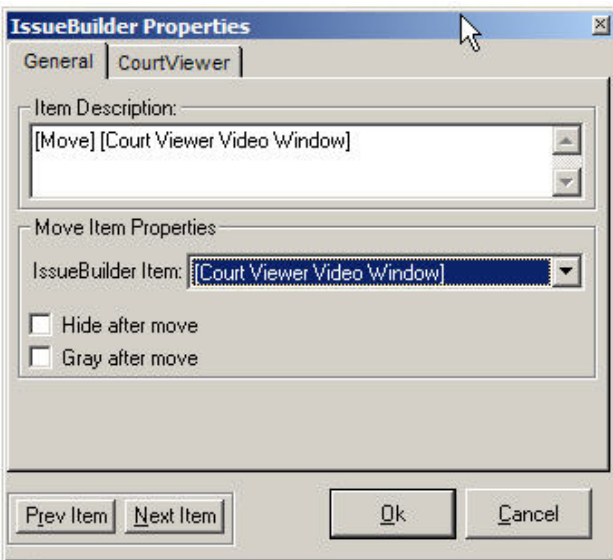 IssueBuilder Properties
General CourtViewer
Item Description:
[Move] [Court Viewer Video Window]
Move Item Properties
IssueBuilder Item: [Court Viewer Video Window]
Hide after move
Gray after move
Prev Item Next Item Ok Cancel